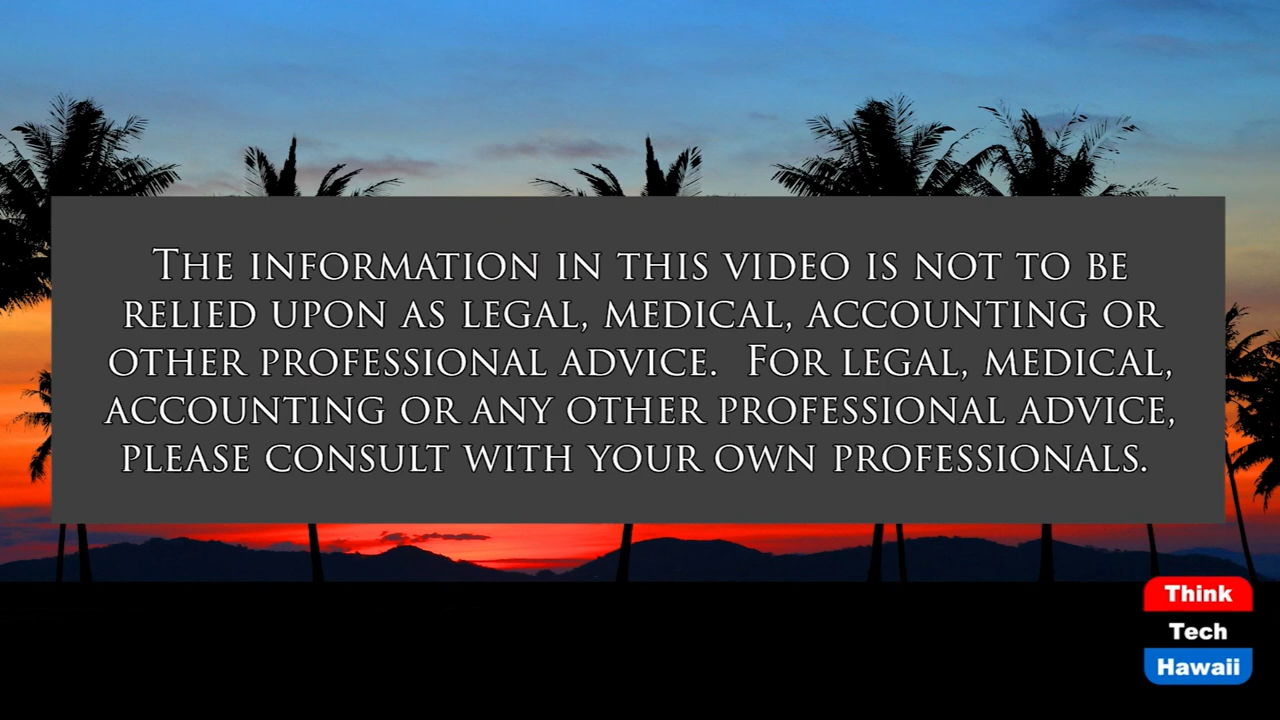 The information in this video is not to be
relied upon as legal, medical, accounting or
other professional advice. For legal, medical,
accounting or any other professional advice,
please consult with your own professionals.
Think
Tech
Hawaii